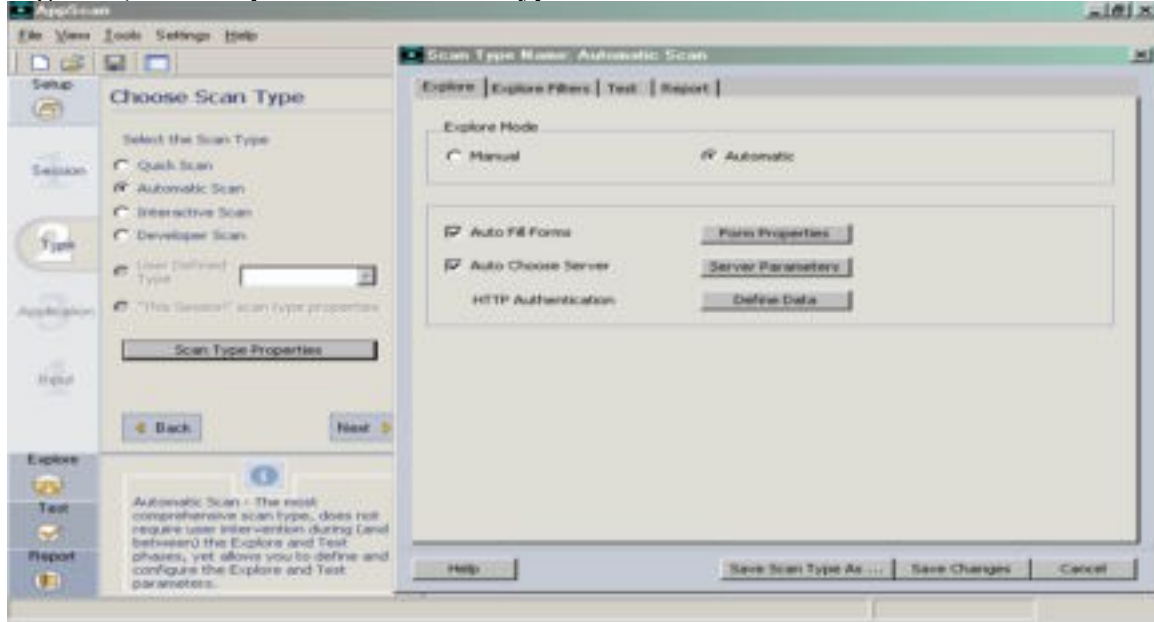 AppScan
File View Tools Settings Help
Setup
Session
Type
Application
Input
Explore
Test
Report
Choose Scan Type
Select the Scan Type
Quick Scan
Automatic Scan
Interactive Scan
Developer Scan
User Defined
Type
"This Session" scan type properties
Scan Type Properties
Back
Next
Automatic Scan - The most
comprehensive scan type, does not
require user intervention during (and
between) the Explore and Test
phases, yet allows you to define and
configure the Explore and Test
parameters.
Scan Type Name: Automatic Scan
Explore Explore Filters Test Report
Explore Mode
Manual
Automatic
Auto Fill Forms
Form Properties
Auto Choose Server
Server Parameters
HTTP Authentication
Define Data
Help
Save Scan Type As ...
Save Changes
Cancel